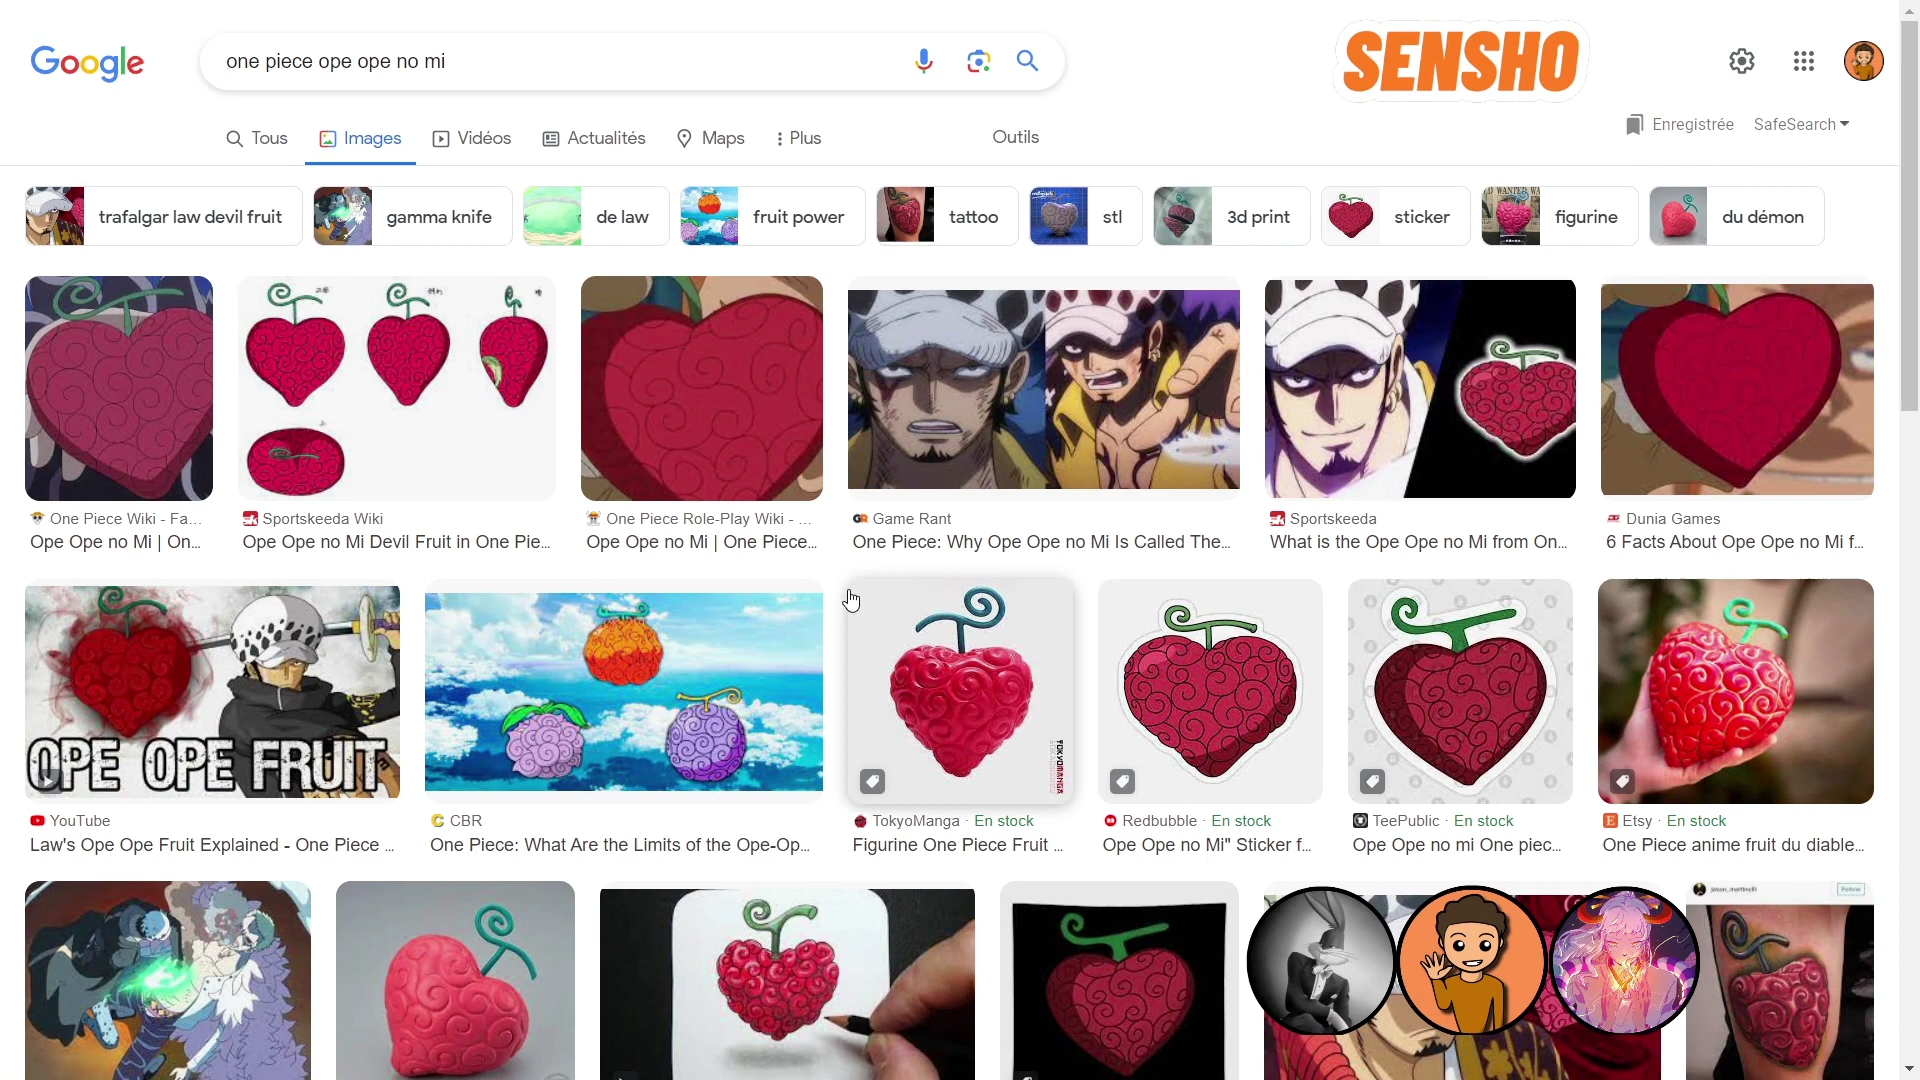 Google
one piece ope ope no mi
SENSHO
Tous
Images
Vidéos
Actualités
Maps
Plus
Outils
Enregistrée
SafeSearch
trafalgar law devil fruit
gamma knife
de law
fruit power
tattoo
stl
3d print
sticker
figurine
du démon
One Piece Wiki - Fa...
Ope Ope no Mi | On...
Sportskeeda Wiki
Ope Ope no Mi Devil Fruit in One Pie...
One Piece Role-Play Wiki - ...
Ope Ope no Mi | One Piece...
Game Rant
One Piece: Why Ope Ope no Mi Is Called The...
Sportskeeda
What is the Ope Ope no Mi from On...
Dunia Games
6 Facts About Ope Ope no Mi f...
OPE OPE FRUIT
TOKYOMANGA
YouTube
Law's Ope Ope Fruit Explained - One Piece ...
CBR
One Piece: What Are the Limits of the Ope-Op...
TokyoManga · En stock
Figurine One Piece Fruit ...
Redbubble · En stock
Ope Ope no Mi" Sticker f...
TeePublic · En stock
Ope Ope no mi One piec...
Etsy · En stock
One Piece anime fruit du diable...
Follow